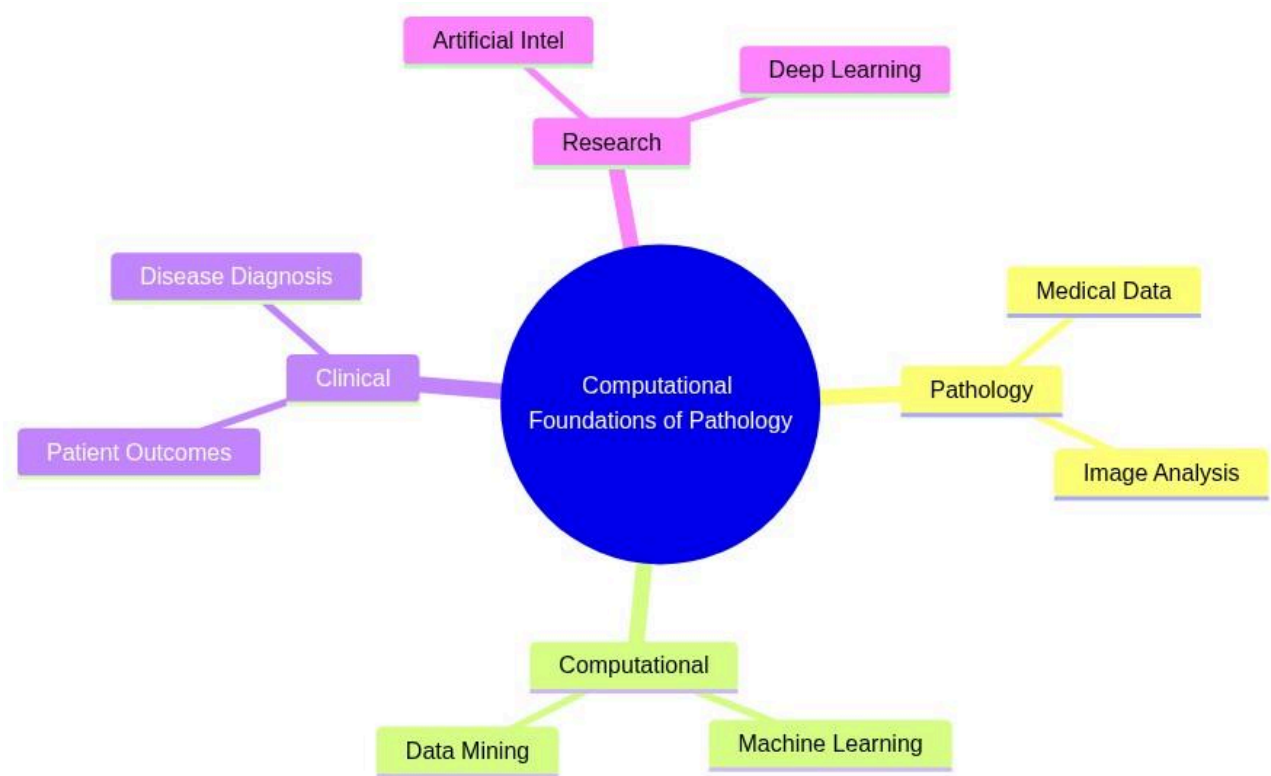 Artificial Intel
Deep Learning
Research
Disease Diagnosis
Medical Data
Clinical
Computational
Foundations of Pathology
Pathology
Patient Outcomes
Image Analysis
Computational
Data Mining
Machine Learning